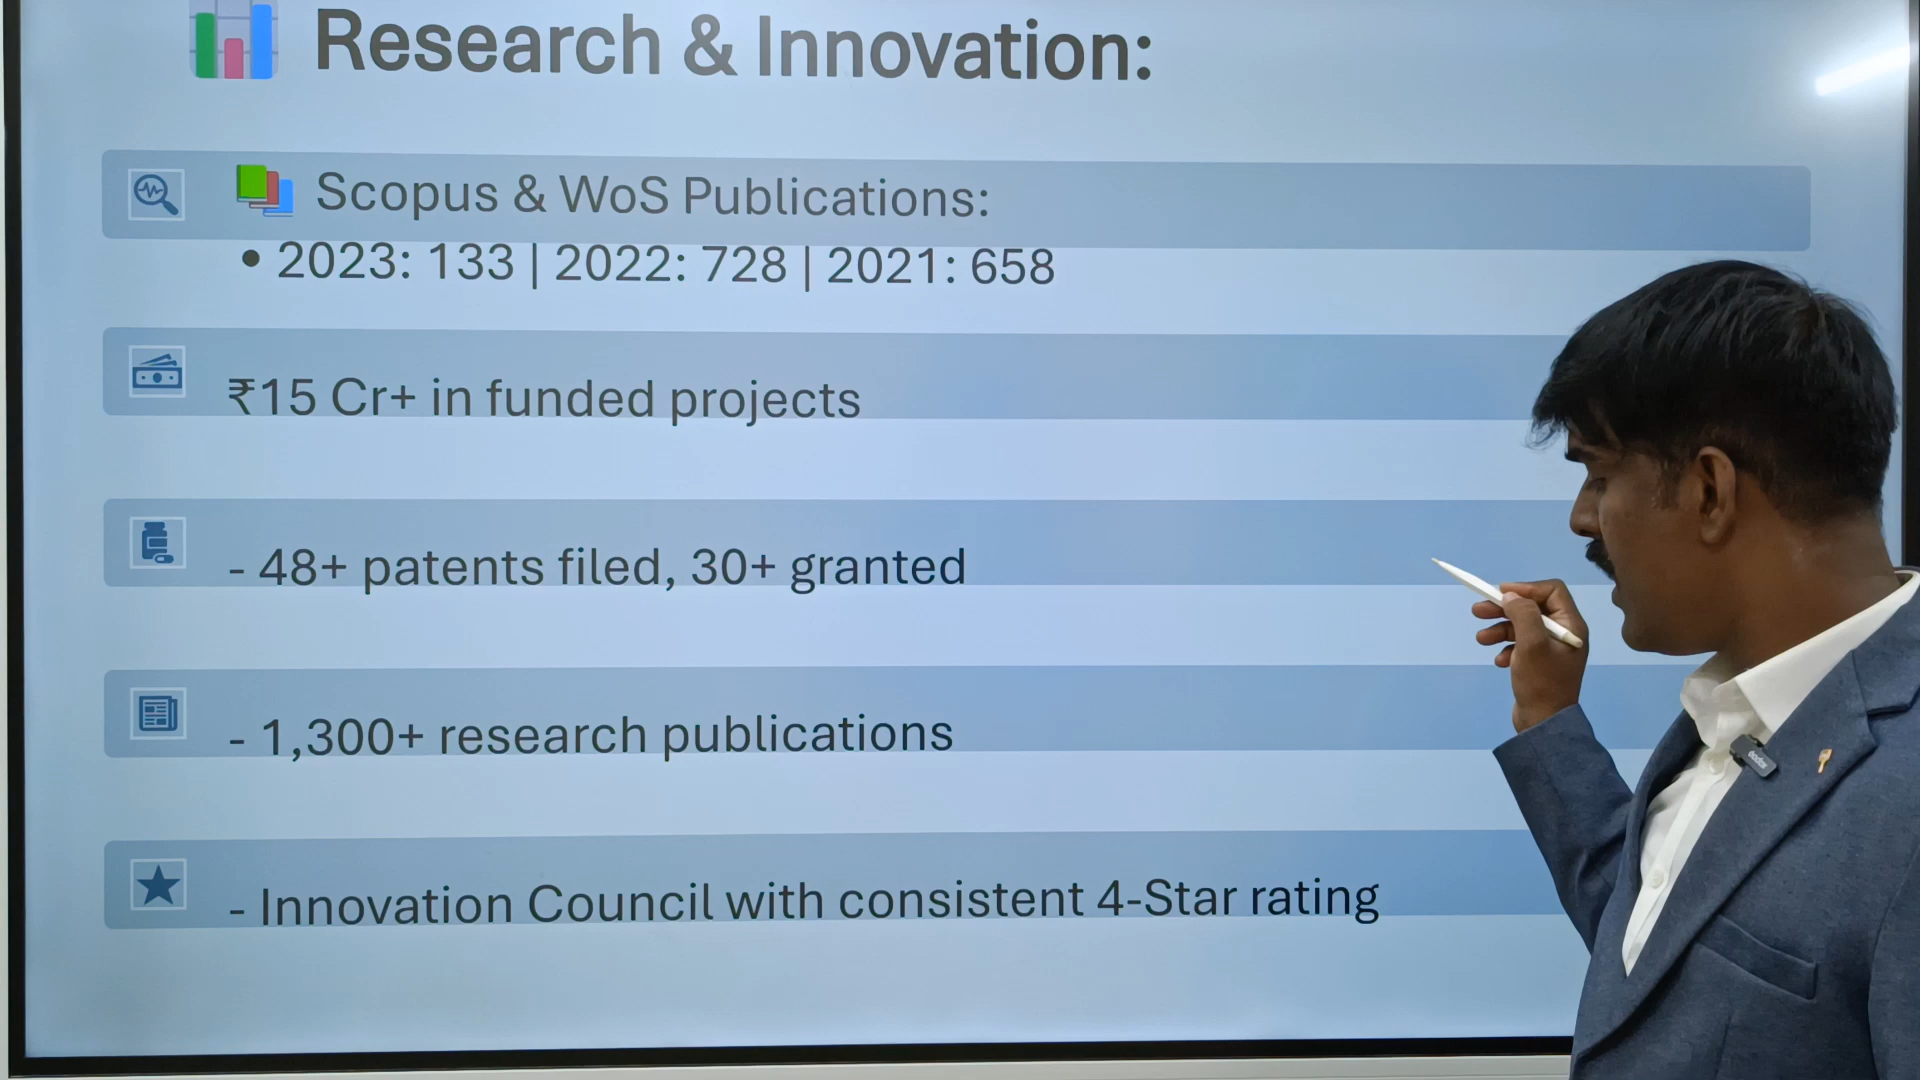 Research & Innovation:
Scopus & WoS Publications:
• 2023: 133 | 2022: 728 | 2021: 658
₹15 Cr+ in funded projects
- 48+ patents filed, 30+ granted
- 1,300+ research publications
- Innovation Council with consistent 4-Star rating
Godox